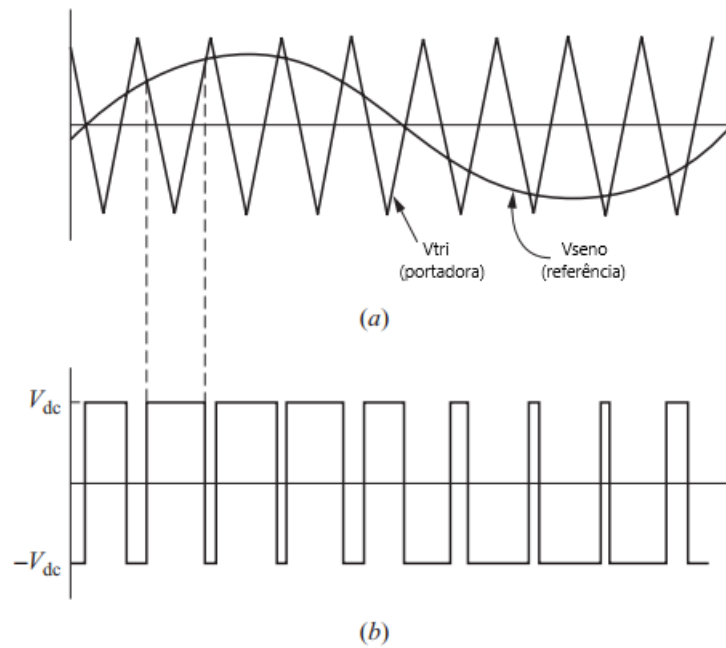 Vtri
(portadora)
Vseno
(referência)
(a)
Vdc
−Vdc
(b)